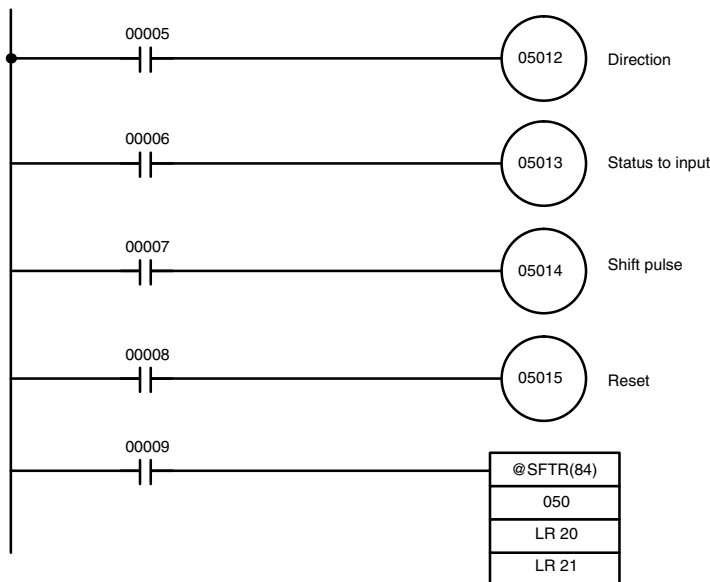 00005
05012 Direction
00006
05013 Status to input
00007
05014 Shift pulse
00008
05015 Reset
00009
@SFTR(84)
050
LR 20
LR 21